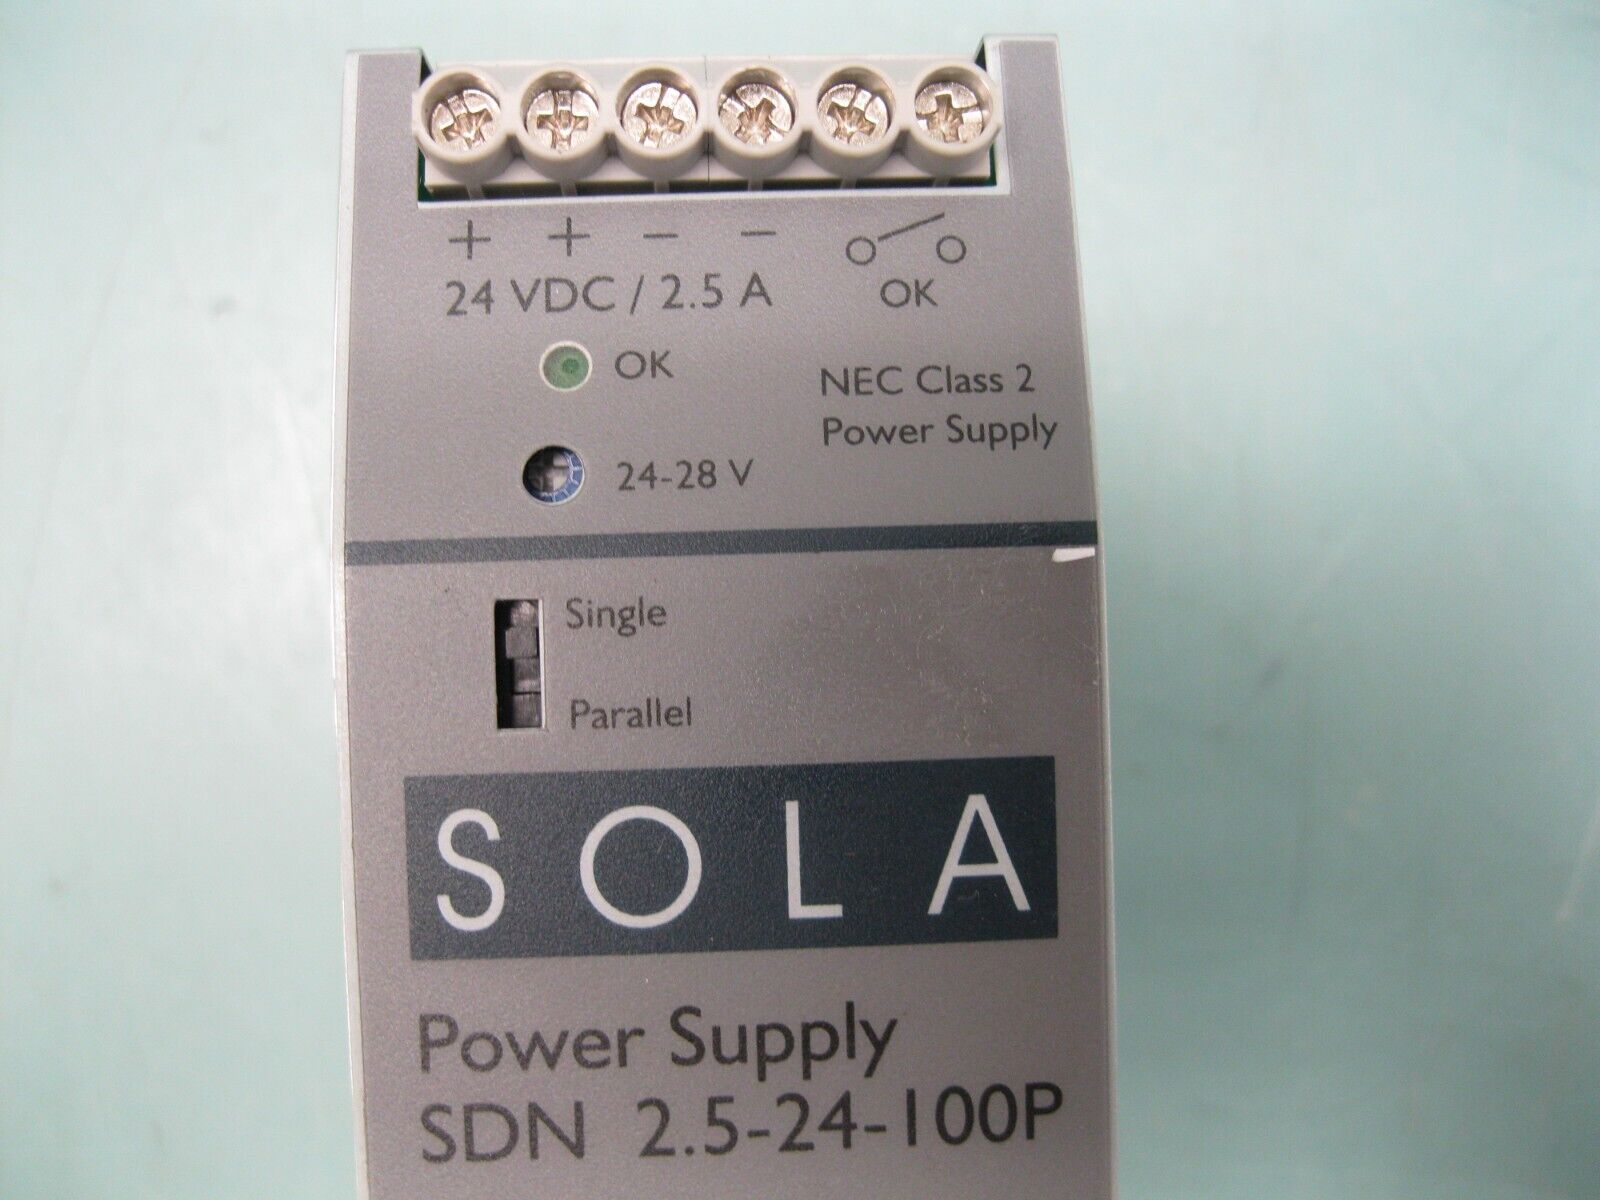 + + − −
24 VDC / 2.5 A OK
OK
NEC Class 2
Power Supply
24-28 V
Single
Parallel
SOLA
Power Supply
SDN 2.5-24-100P